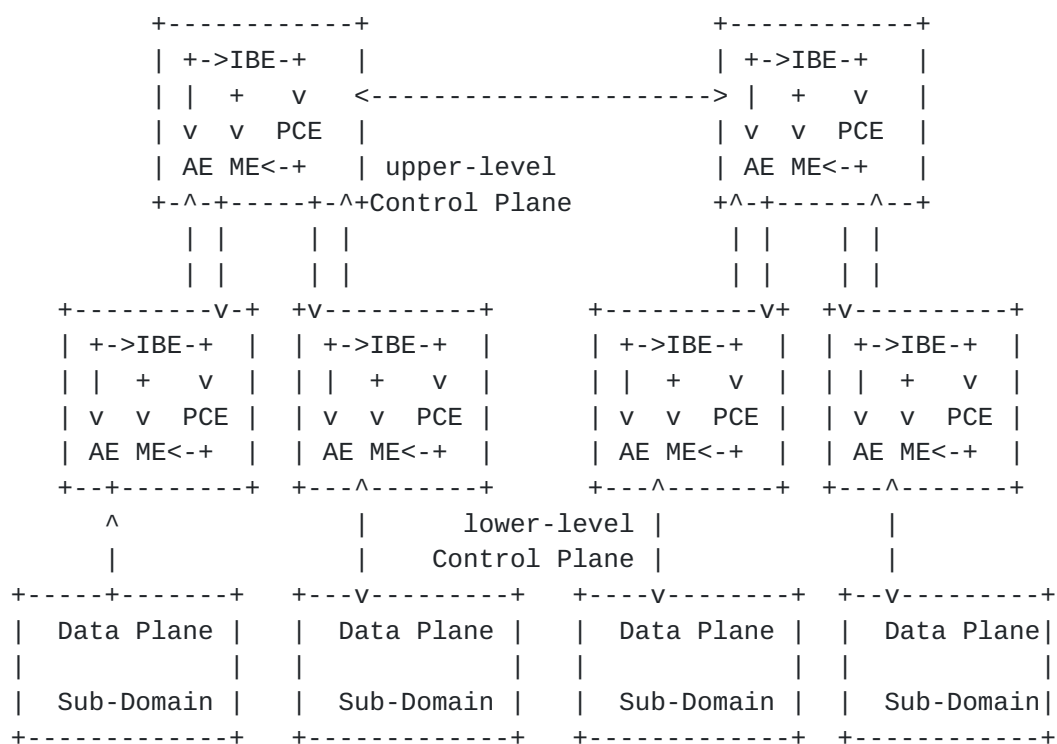 +------------+                      +-------------+
         | +->IBE-+   |                      | +->IBE-+   |
         | |  +   v   <----------------------> |  +   v   |
         | v  v  PCE  |                      | v  v  PCE  |
         | AE ME<-+   | upper-level          | AE ME<-+   |
         +-^-+-----+-^+Control Plane         +^-+------^--+
           | |     | |                        | |    | |
           | |     | |                        | |    | |
   +---------v-+  +v----------+      +----------v+  +v----------+
   | +->IBE-+  |  | +->IBE-+  |      | +->IBE-+  |  | +->IBE-+  |
   | |  +   v  |  | |  +   v  |      | |  +   v  |  | |  +   v  |
   | v  v  PCE |  | v  v  PCE |      | v  v  PCE |  | v  v  PCE |
   | AE ME<-+  |  | AE ME<-+  |      | AE ME<-+  |  | AE ME<-+  |
   +--+--------+  +---^-------+      +---^-------+  +---^-------+
      ^               |      lower-level |              |
      |               |    Control Plane |              |
+-----+-------+   +---v---------+   +----v--------+  +--v---------+
|  Data Plane |   |  Data Plane |   |  Data Plane |  |  Data Plane|
|             |   |             |   |             |  |            |
|  Sub-Domain |   |  Sub-Domain |   |  Sub-Domain |  |  Sub-Domain|
+-------------+   +-------------+   +-------------+  +------------+